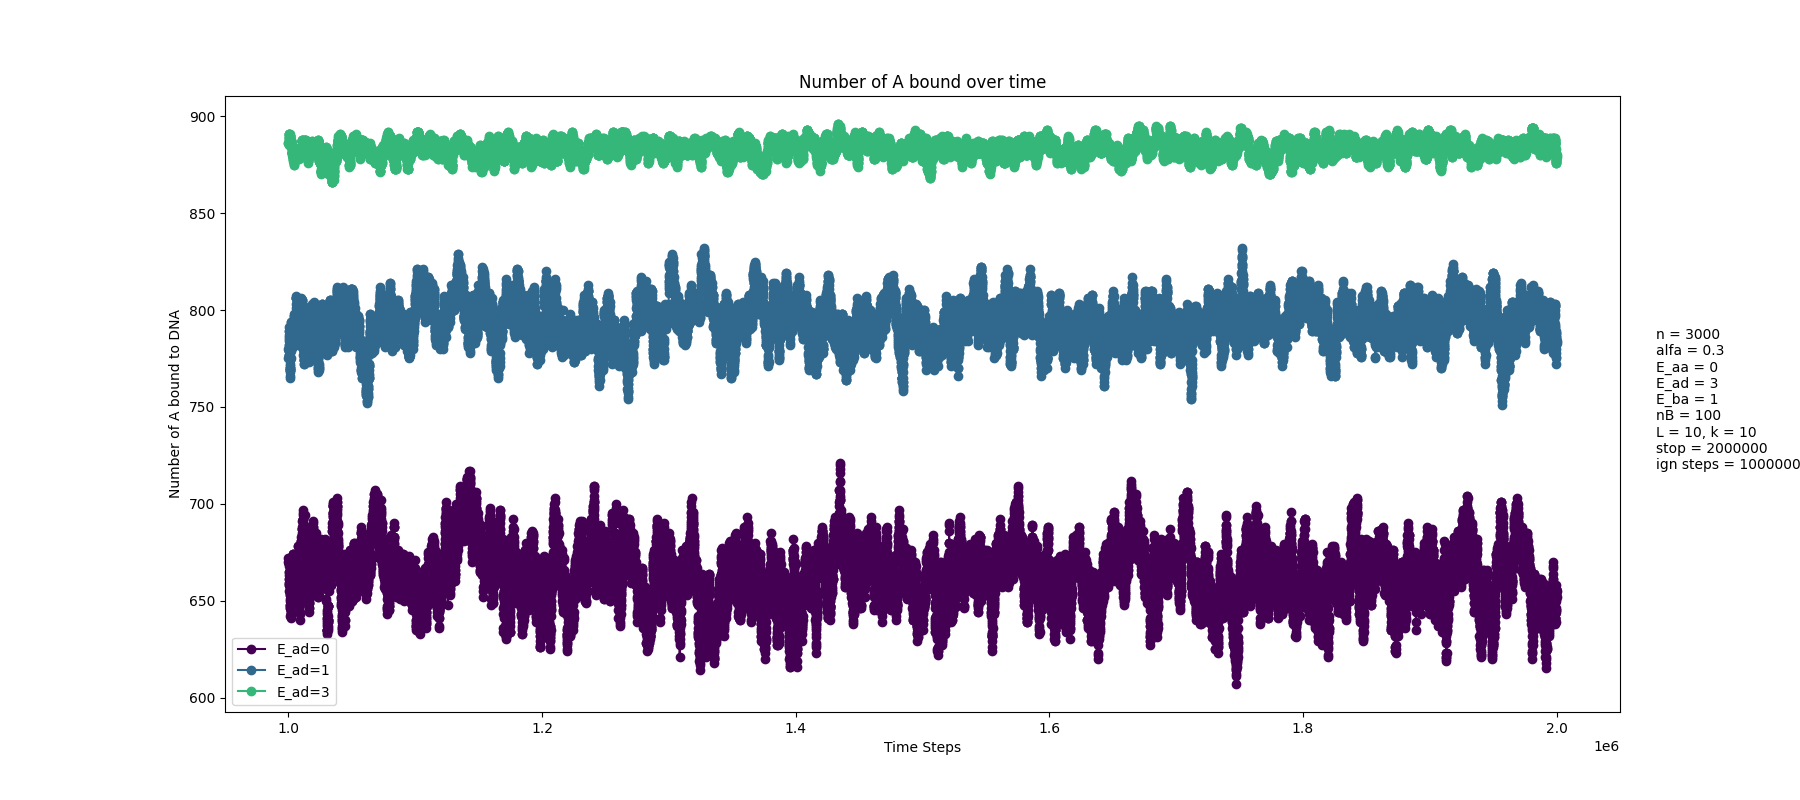 Number of A bound over time
Number of A bound to DNA
900
850
800
750
700
650
600
E_ad=0
E_ad=1
E_ad=3
1.0
1.2
1.4
1.6
1.8
2.0
1e6
Time Steps
n = 3000
alfa = 0.3
E_aa = 0
E_ad = 3
E_ba = 1
nB = 100
L = 10, k = 10
stop = 2000000
ign steps = 1000000